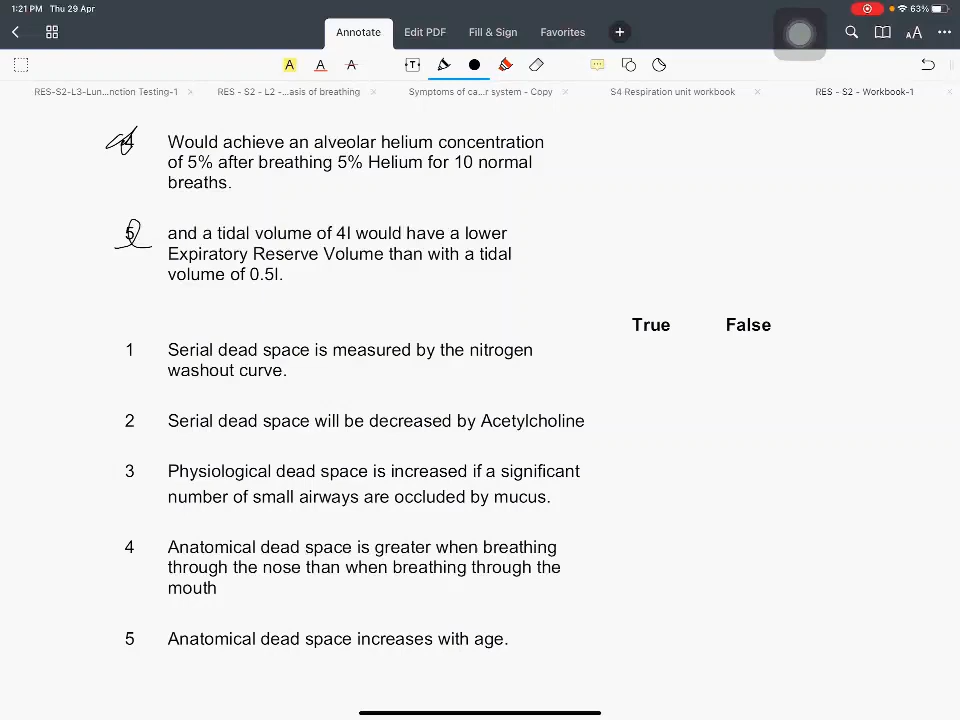 1:21 PM Thu 29 Apr
63%
Annotate Edit PDF Fill & Sign Favorites
AA
A A A T
RES-S2-L3-Lun...nction Testing-1 × RES - S2 - L2 -...asis of breathing × Symptoms of ca...r system - Copy × S4 Respiration unit workbook × RES - S2 - Workbook-1 ×
4 Would achieve an alveolar helium concentration
of 5% after breathing 5% Helium for 10 normal
breaths.
5 and a tidal volume of 4l would have a lower
Expiratory Reserve Volume than with a tidal
volume of 0.5l.
True False
1 Serial dead space is measured by the nitrogen
washout curve.
2 Serial dead space will be decreased by Acetylcholine
3 Physiological dead space is increased if a significant
number of small airways are occluded by mucus.
4 Anatomical dead space is greater when breathing
through the nose than when breathing through the
mouth
5 Anatomical dead space increases with age.